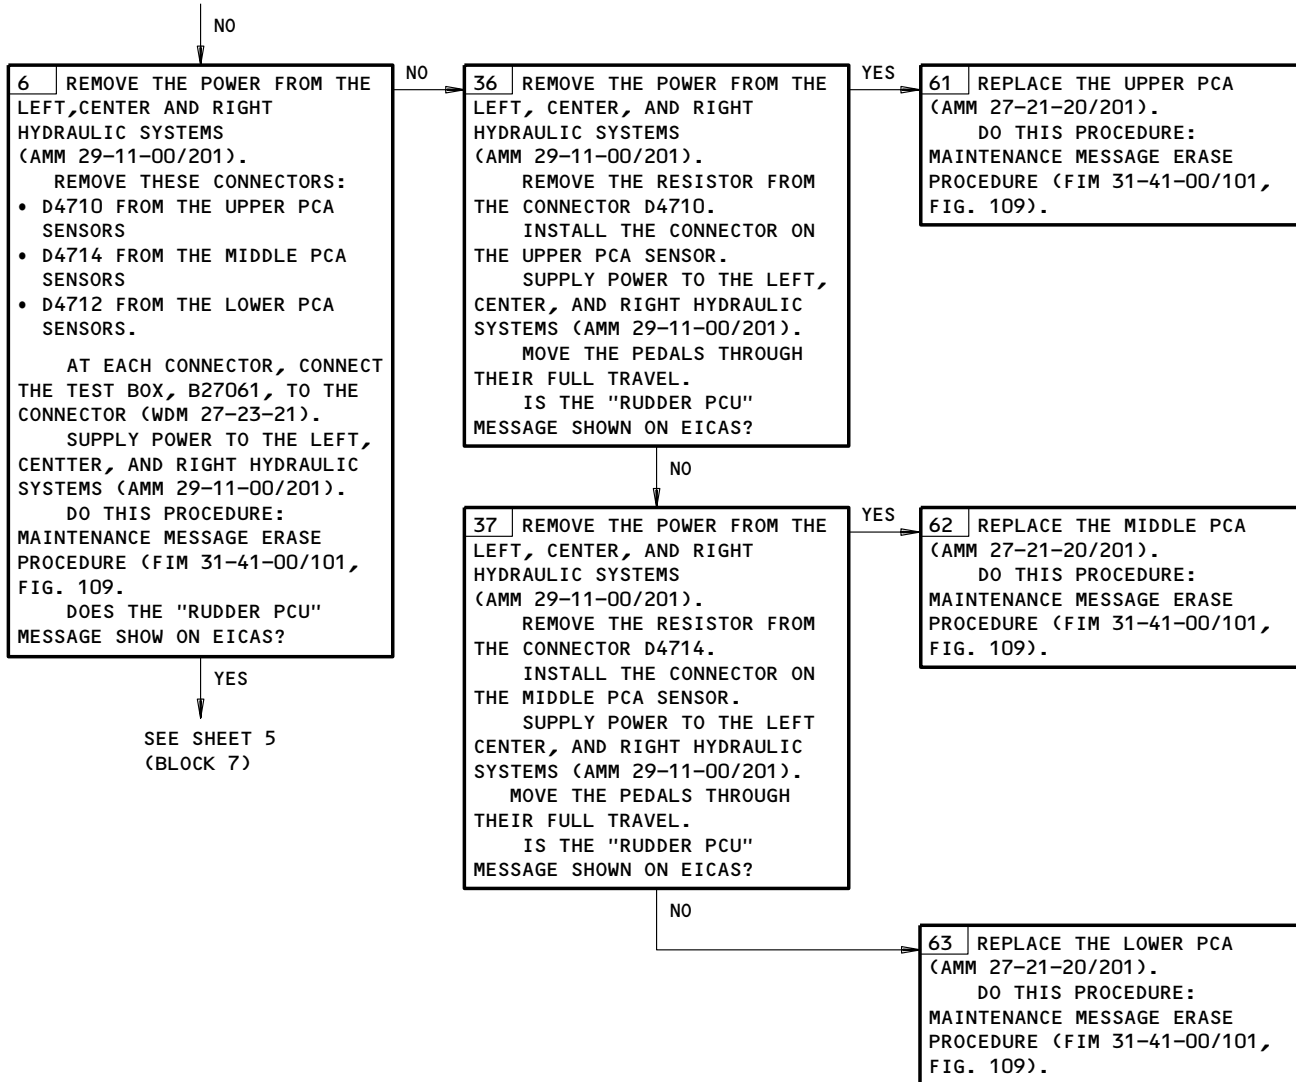 NO
6 REMOVE THE POWER FROM THE
LEFT,CENTER AND RIGHT
HYDRAULIC SYSTEMS
(AMM 29-11-00/201).
REMOVE THESE CONNECTORS:
• D4710 FROM THE UPPER PCA
SENSORS
• D4714 FROM THE MIDDLE PCA
SENSORS
• D4712 FROM THE LOWER PCA
SENSORS.
AT EACH CONNECTOR, CONNECT
THE TEST BOX, B27061, TO THE
CONNECTOR (WDM 27-23-21).
SUPPLY POWER TO THE LEFT,
CENTTER, AND RIGHT HYDRAULIC
SYSTEMS (AMM 29-11-00/201).
DO THIS PROCEDURE:
MAINTENANCE MESSAGE ERASE
PROCEDURE (FIM 31-41-00/101,
FIG. 109.
DOES THE "RUDDER PCU"
MESSAGE SHOW ON EICAS?
YES
SEE SHEET 5
(BLOCK 7)
NO
36 REMOVE THE POWER FROM THE
LEFT, CENTER, AND RIGHT
HYDRAULIC SYSTEMS
(AMM 29-11-00/201).
REMOVE THE RESISTOR FROM
THE CONNECTOR D4710.
INSTALL THE CONNECTOR ON
THE UPPER PCA SENSOR.
SUPPLY POWER TO THE LEFT,
CENTER, AND RIGHT HYDRAULIC
SYSTEMS (AMM 29-11-00/201).
MOVE THE PEDALS THROUGH
THEIR FULL TRAVEL.
IS THE "RUDDER PCU"
MESSAGE SHOWN ON EICAS?
YES
61 REPLACE THE UPPER PCA
(AMM 27-21-20/201).
DO THIS PROCEDURE:
MAINTENANCE MESSAGE ERASE
PROCEDURE (FIM 31-41-00/101,
FIG. 109).
NO
37 REMOVE THE POWER FROM THE
LEFT, CENTER, AND RIGHT
HYDRAULIC SYSTEMS
(AMM 29-11-00/201).
REMOVE THE RESISTOR FROM
THE CONNECTOR D4714.
INSTALL THE CONNECTOR ON
THE MIDDLE PCA SENSOR.
SUPPLY POWER TO THE LEFT
CENTER, AND RIGHT HYDRAULIC
SYSTEMS (AMM 29-11-00/201).
MOVE THE PEDALS THROUGH
THEIR FULL TRAVEL.
IS THE "RUDDER PCU"
MESSAGE SHOWN ON EICAS?
YES
62 REPLACE THE MIDDLE PCA
(AMM 27-21-20/201).
DO THIS PROCEDURE:
MAINTENANCE MESSAGE ERASE
PROCEDURE (FIM 31-41-00/101,
FIG. 109).
NO
63 REPLACE THE LOWER PCA
(AMM 27-21-20/201).
DO THIS PROCEDURE:
MAINTENANCE MESSAGE ERASE
PROCEDURE (FIM 31-41-00/101,
FIG. 109).